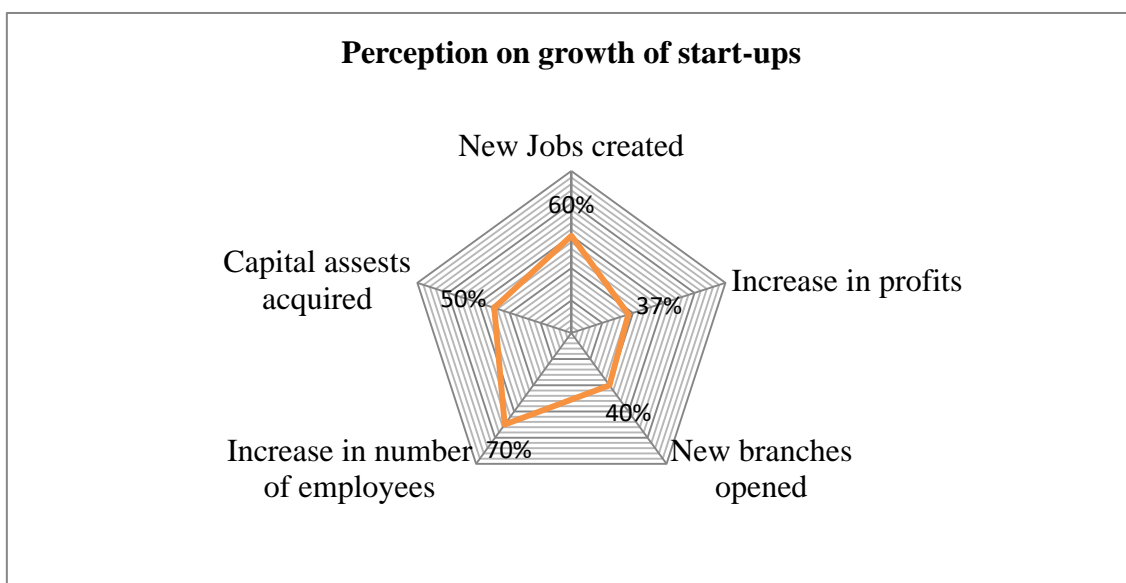 Perception on growth of start-ups
New Jobs created
60%
Capital assests
acquired
50%
37%
Increase in profits
40%
70%
Increase in number
of employees
New branches
opened